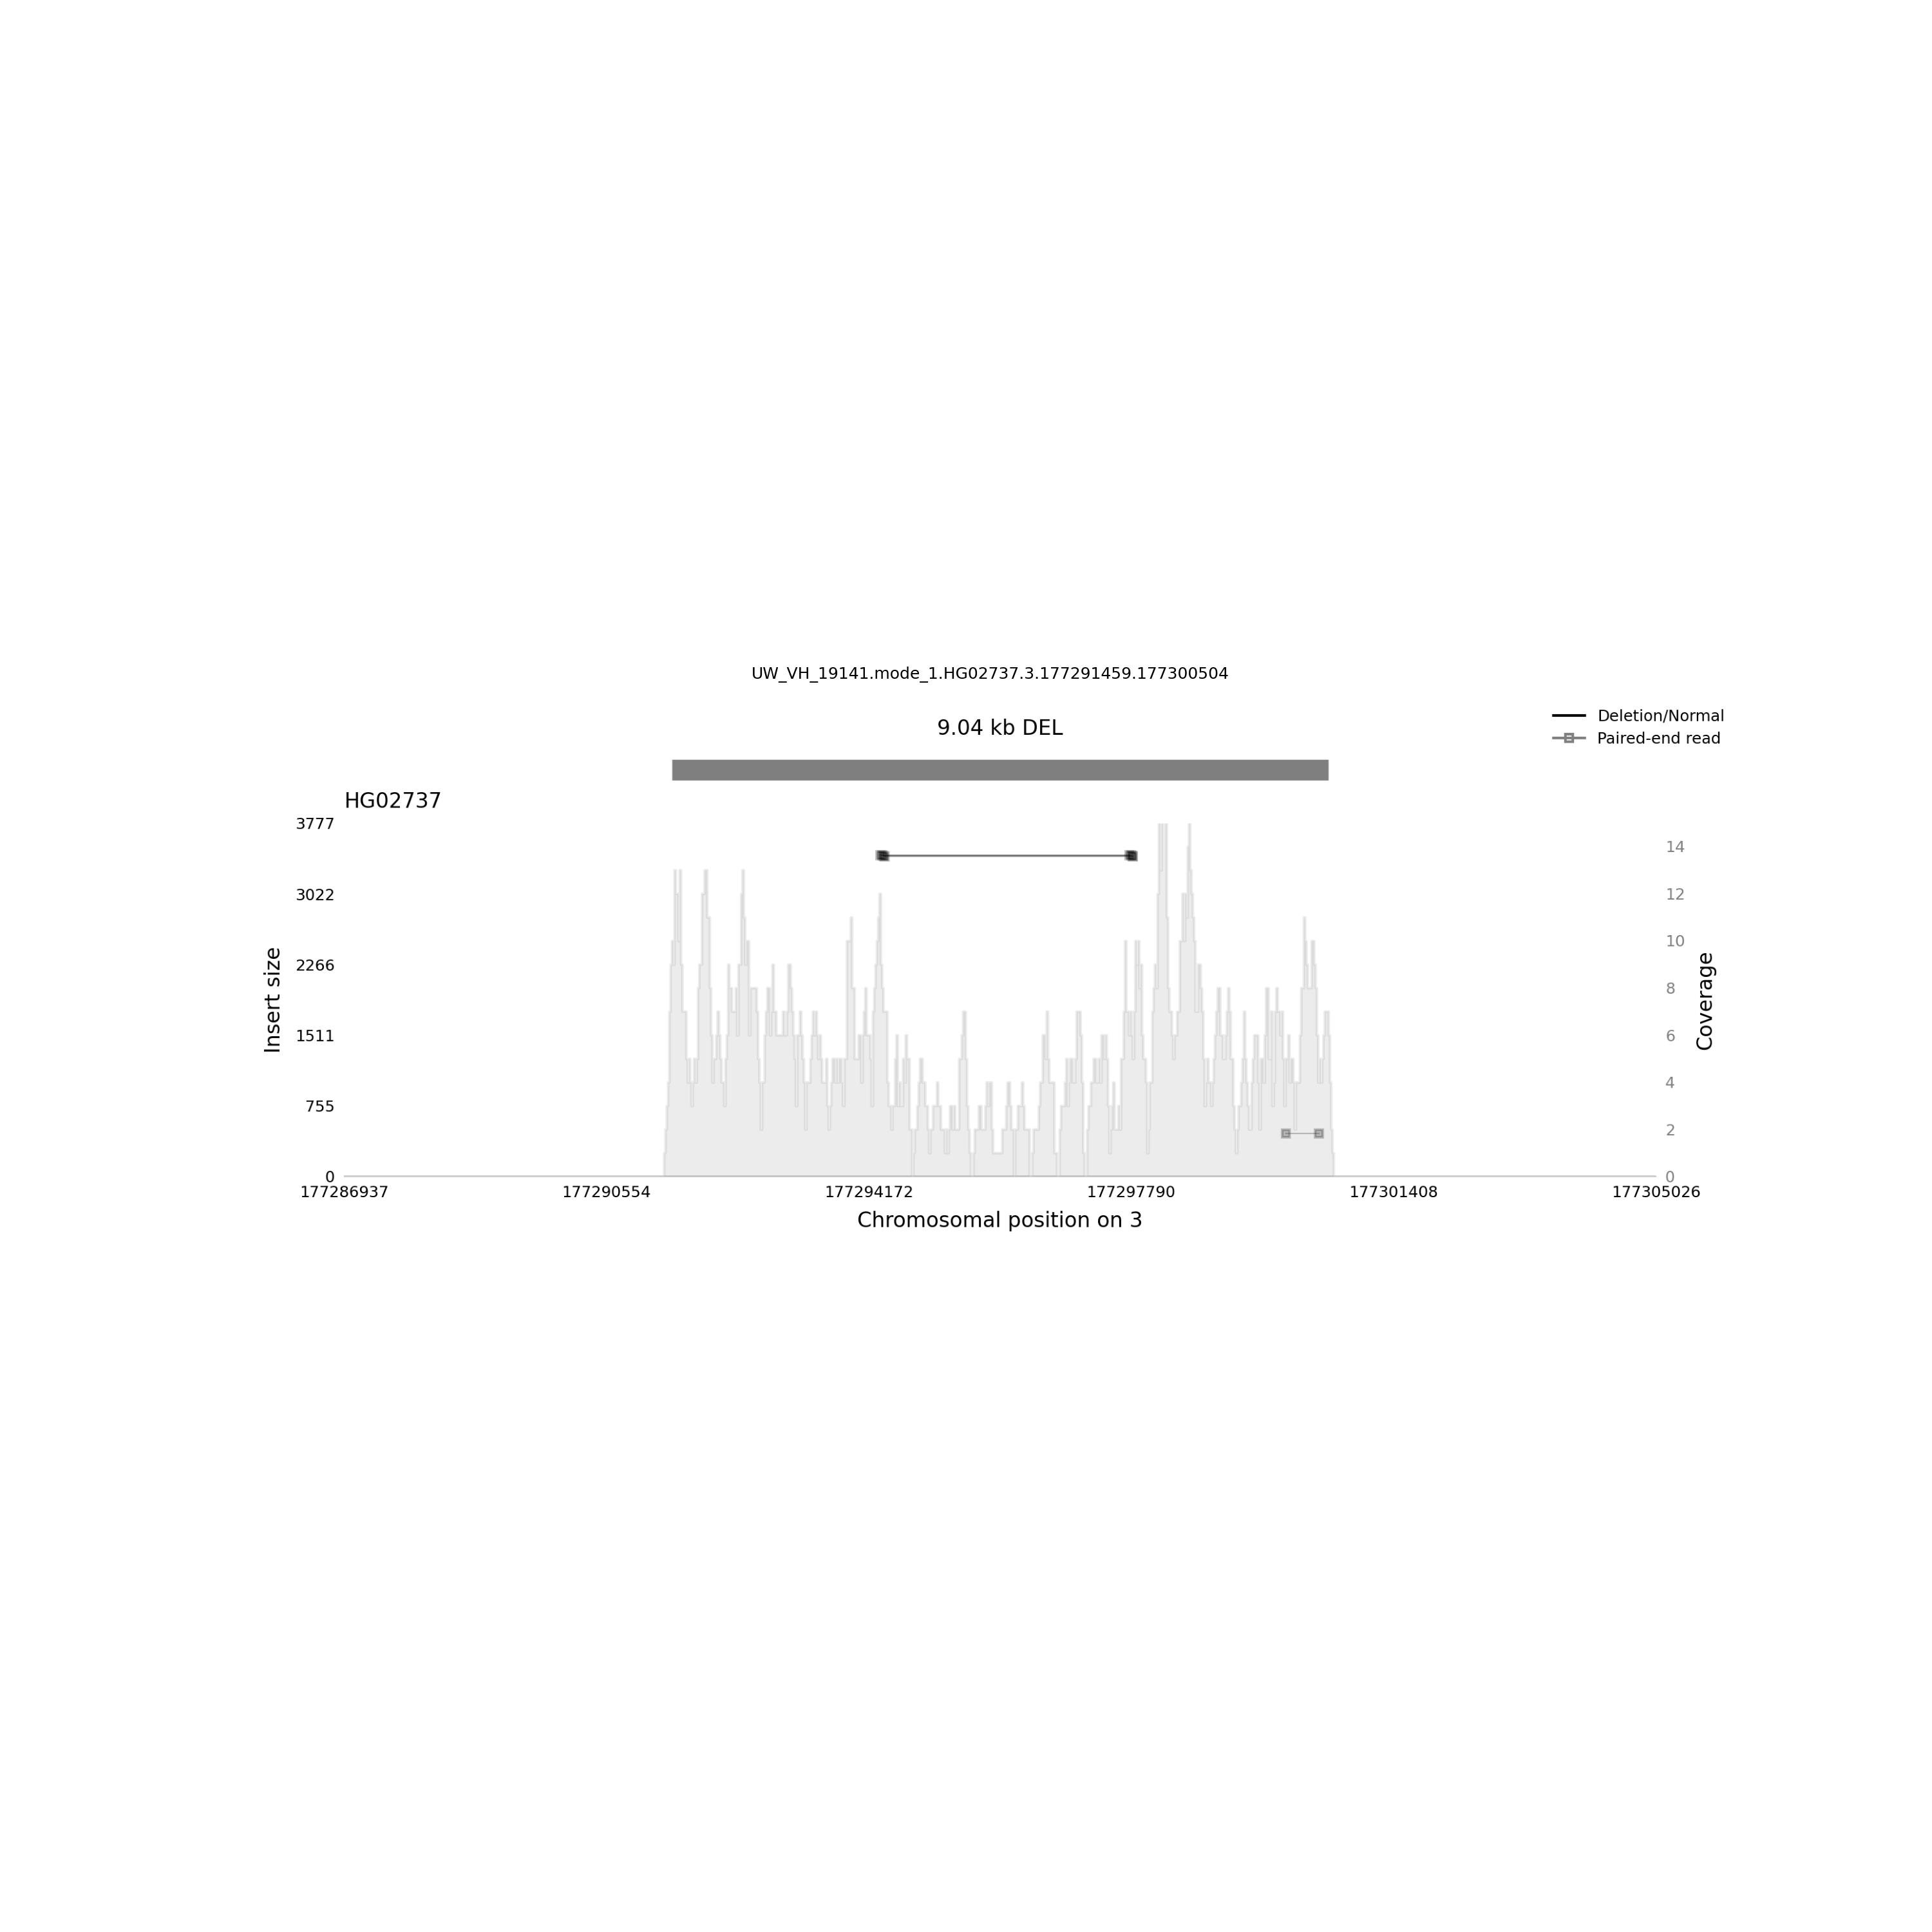 UW_VH_19141.mode_1.HG02737.3.177291459.177300504
9.04 kb DEL
Deletion/Normal
Paired-end read
HG02737
3777
3022
2266
1511
755
0
Insert size
14
12
10
8
6
4
2
0
Coverage
177286937 177290554 177294172 177297790 177301408 177305026
Chromosomal position on 3